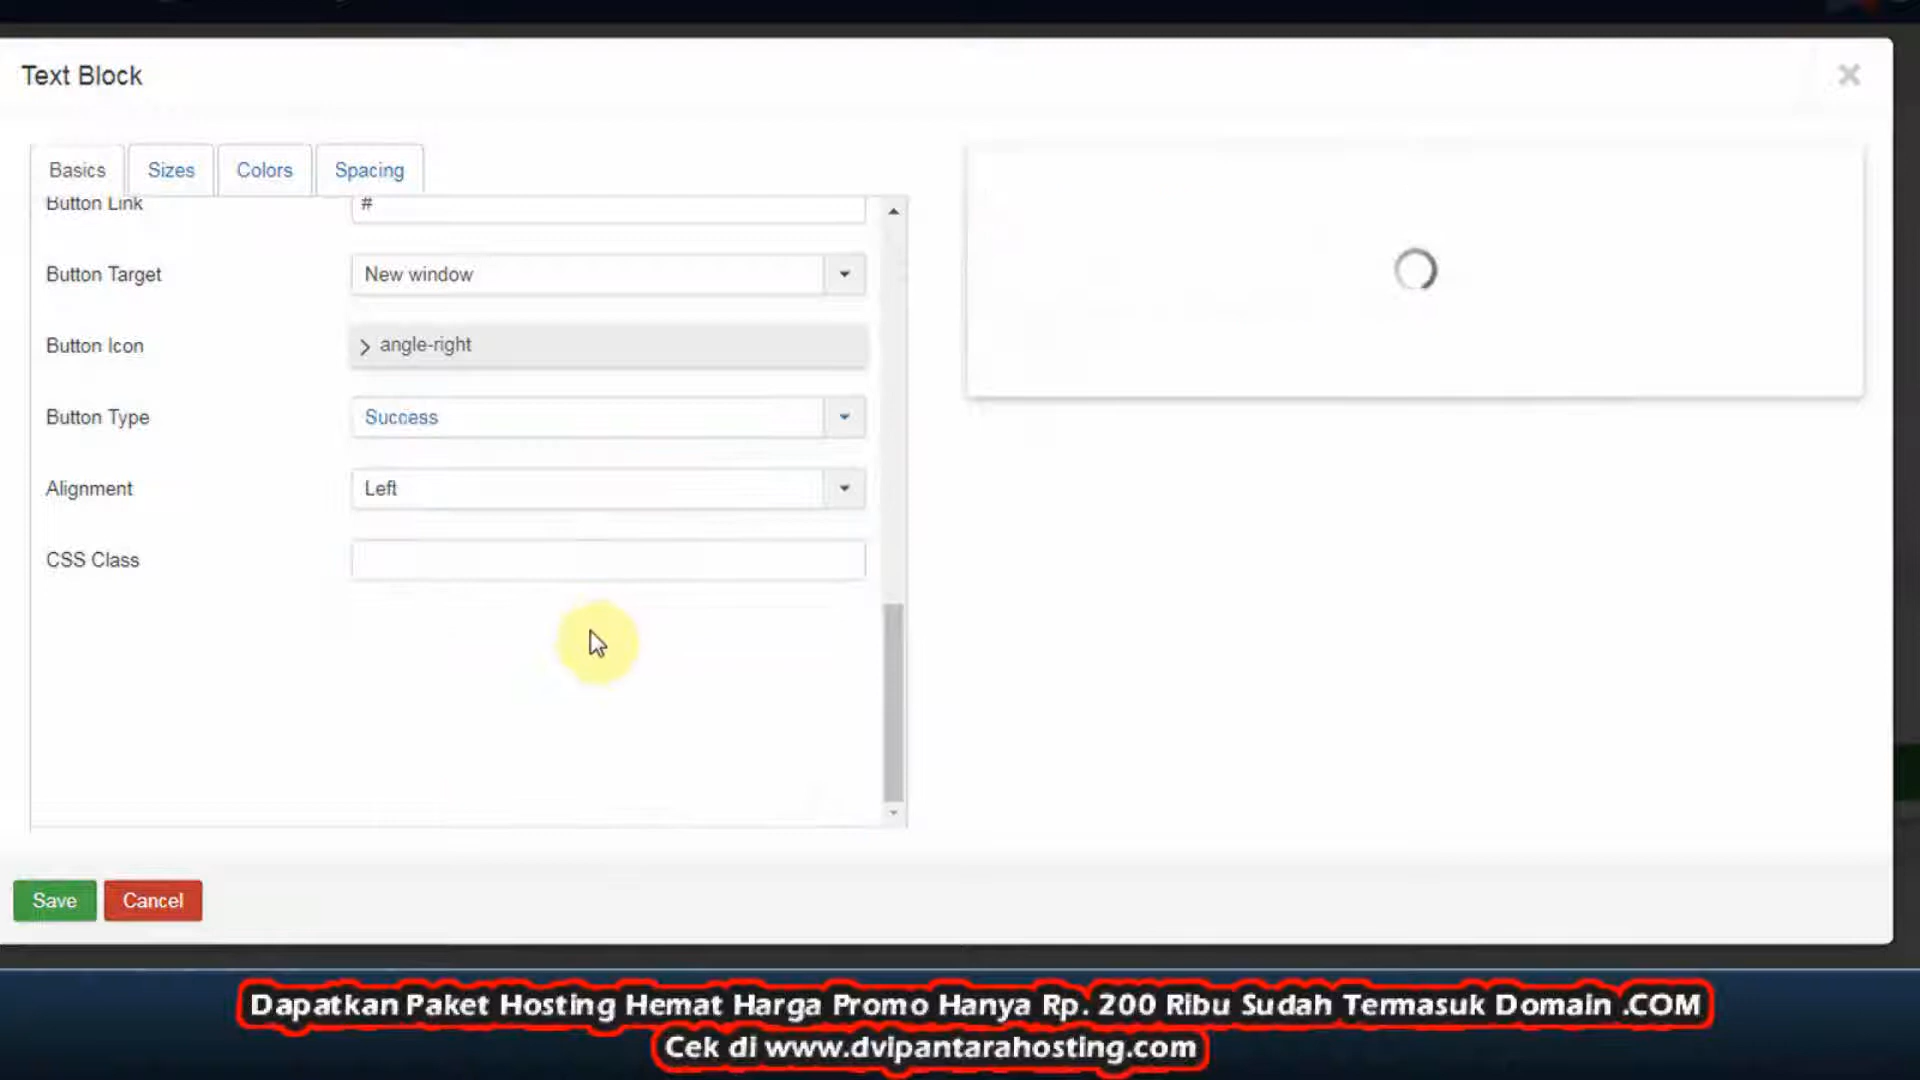 Text Block
Basics
Sizes
Colors
Spacing
Button Link
#
Button Target
New window
Button Icon
angle-right
Button Type
Success
Alignment
Left
CSS Class
Save
Cancel
Dapatkan Paket Hosting Hemat Harga Promo Hanya Rp. 200 Ribu Sudah Termasuk Domain .COM
Cek di www.dvipantarahosting.com